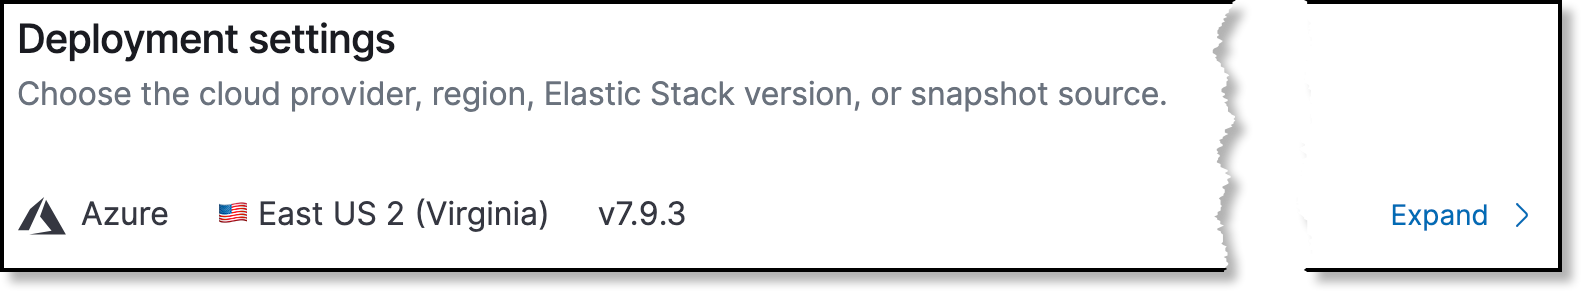 Deployment settings
Choose the cloud provider, region, Elastic Stack version, or snapshot source.
Azure East US 2 (Virginia) v7.9.3 Expand